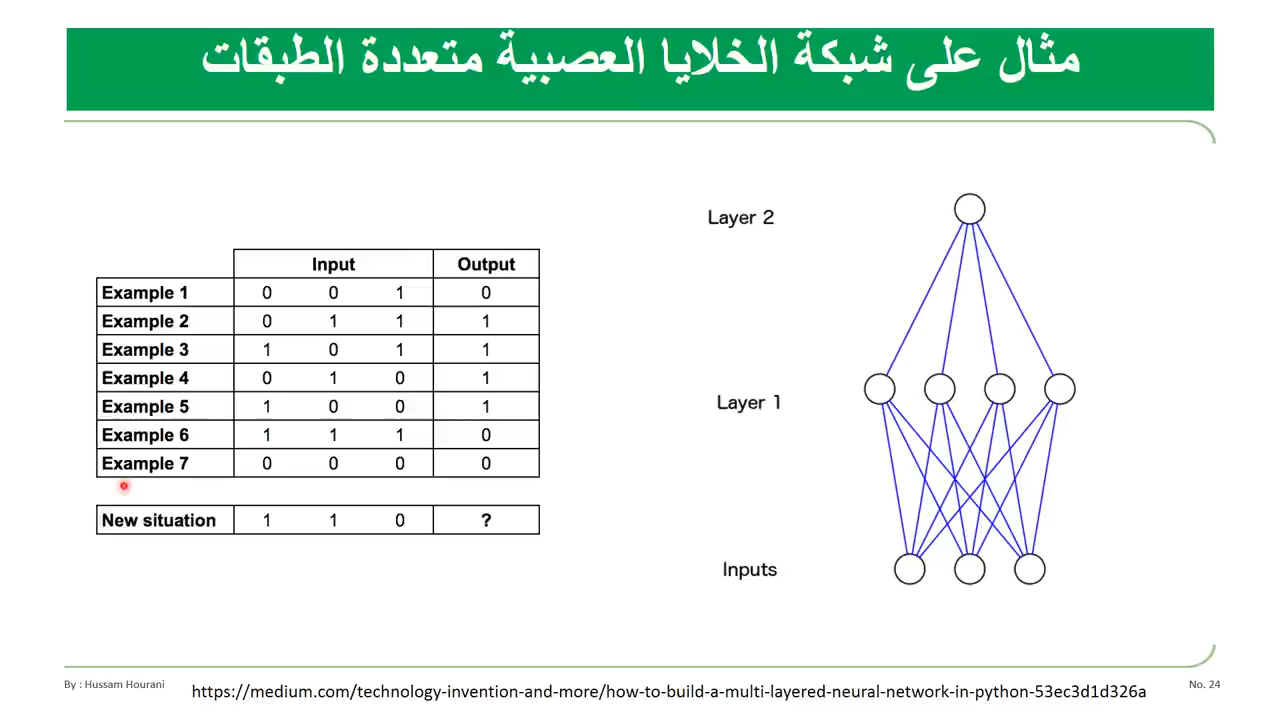 مثال على شبكة الخلايا العصبية متعددة الطبقات
Input Output
Example 1 0 0 1 0
Example 2 0 1 1 1
Example 3 1 0 1 1
Example 4 0 1 0 1
Example 5 1 0 0 1
Example 6 1 1 1 0
Example 7 0 0 0 0
New situation 1 1 0 ?
Layer 2
Layer 1
Inputs
By : Hussam Hourani
https://medium.com/technology-invention-and-more/how-to-build-a-multi-layered-neural-network-in-python-53ec3d1d326a
No. 24